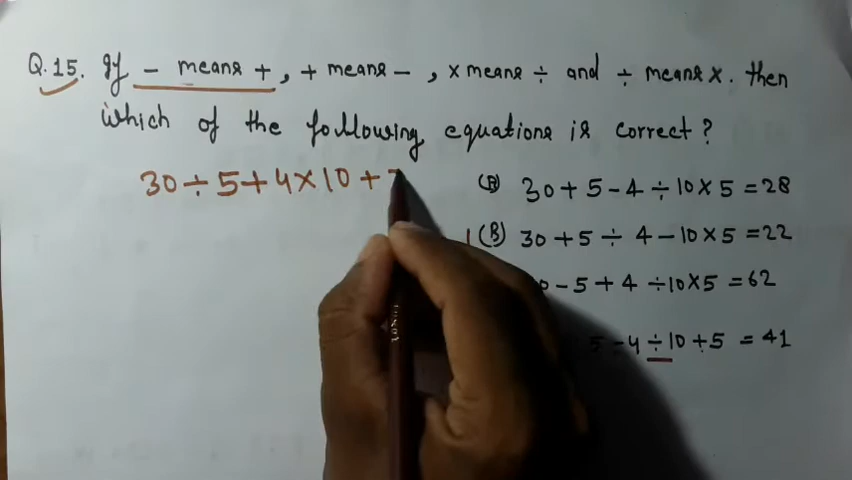 Q.15. If - means +, + means -, × means ÷ and ÷ means ×. then
which of the following equations is correct?
30 ÷ 5 + 4 × 10 +
(A) 30 + 5 - 4 ÷ 10 × 5 = 28
(B) 30 + 5 ÷ 4 - 10 × 5 = 22
0 - 5 + 4 ÷ 10 × 5 = 62
5 - 4 ÷ 10 + 5 = 41